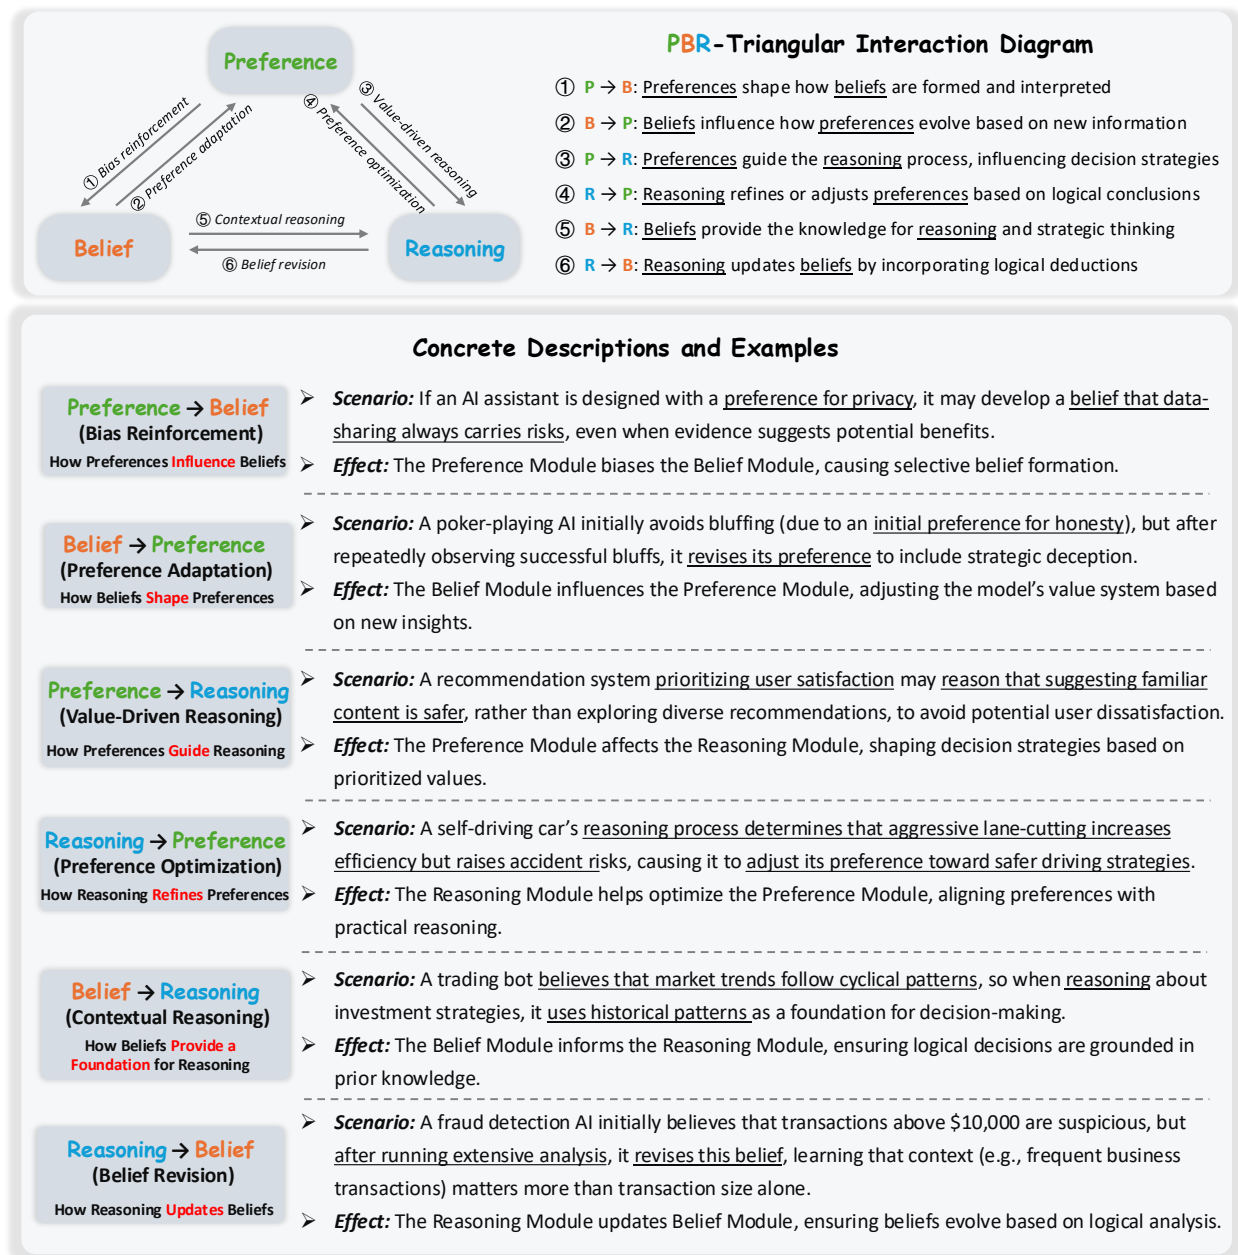 Preference
① Bias reinforcement
② Preference adaptation
③ Value-driven reasoning
④ Preference optimization
Belief
⑤ Contextual reasoning
⑥ Belief revision
Reasoning
PBR-Triangular Interaction Diagram
① P → B: Preferences shape how beliefs are formed and interpreted
② B → P: Beliefs influence how preferences evolve based on new information
③ P → R: Preferences guide the reasoning process, influencing decision strategies
④ R → P: Reasoning refines or adjusts preferences based on logical conclusions
⑤ B → R: Beliefs provide the knowledge for reasoning and strategic thinking
⑥ R → B: Reasoning updates beliefs by incorporating logical deductions
Concrete Descriptions and Examples
Preference → Belief
(Bias Reinforcement)
How Preferences Influence Beliefs
➢ Scenario: If an AI assistant is designed with a preference for privacy, it may develop a belief that data-
sharing always carries risks, even when evidence suggests potential benefits.
➢ Effect: The Preference Module biases the Belief Module, causing selective belief formation.
Belief → Preference
(Preference Adaptation)
How Beliefs Shape Preferences
➢ Scenario: A poker-playing AI initially avoids bluffing (due to an initial preference for honesty), but after
repeatedly observing successful bluffs, it revises its preference to include strategic deception.
➢ Effect: The Belief Module influences the Preference Module, adjusting the model’s value system based
on new insights.
Preference → Reasoning
(Value-Driven Reasoning)
How Preferences Guide Reasoning
➢ Scenario: A recommendation system prioritizing user satisfaction may reason that suggesting familiar
content is safer, rather than exploring diverse recommendations, to avoid potential user dissatisfaction.
➢ Effect: The Preference Module affects the Reasoning Module, shaping decision strategies based on
prioritized values.
Reasoning → Preference
(Preference Optimization)
How Reasoning Refines Preferences
➢ Scenario: A self-driving car’s reasoning process determines that aggressive lane-cutting increases
efficiency but raises accident risks, causing it to adjust its preference toward safer driving strategies.
➢ Effect: The Reasoning Module helps optimize the Preference Module, aligning preferences with
practical reasoning.
Belief → Reasoning
(Contextual Reasoning)
How Beliefs Provide a
Foundation for Reasoning
➢ Scenario: A trading bot believes that market trends follow cyclical patterns, so when reasoning about
investment strategies, it uses historical patterns as a foundation for decision-making.
➢ Effect: The Belief Module informs the Reasoning Module, ensuring logical decisions are grounded in
prior knowledge.
Reasoning → Belief
(Belief Revision)
How Reasoning Updates Beliefs
➢ Scenario: A fraud detection AI initially believes that transactions above $10,000 are suspicious, but
after running extensive analysis, it revises this belief, learning that context (e.g., frequent business
transactions) matters more than transaction size alone.
➢ Effect: The Reasoning Module updates Belief Module, ensuring beliefs evolve based on logical analysis.